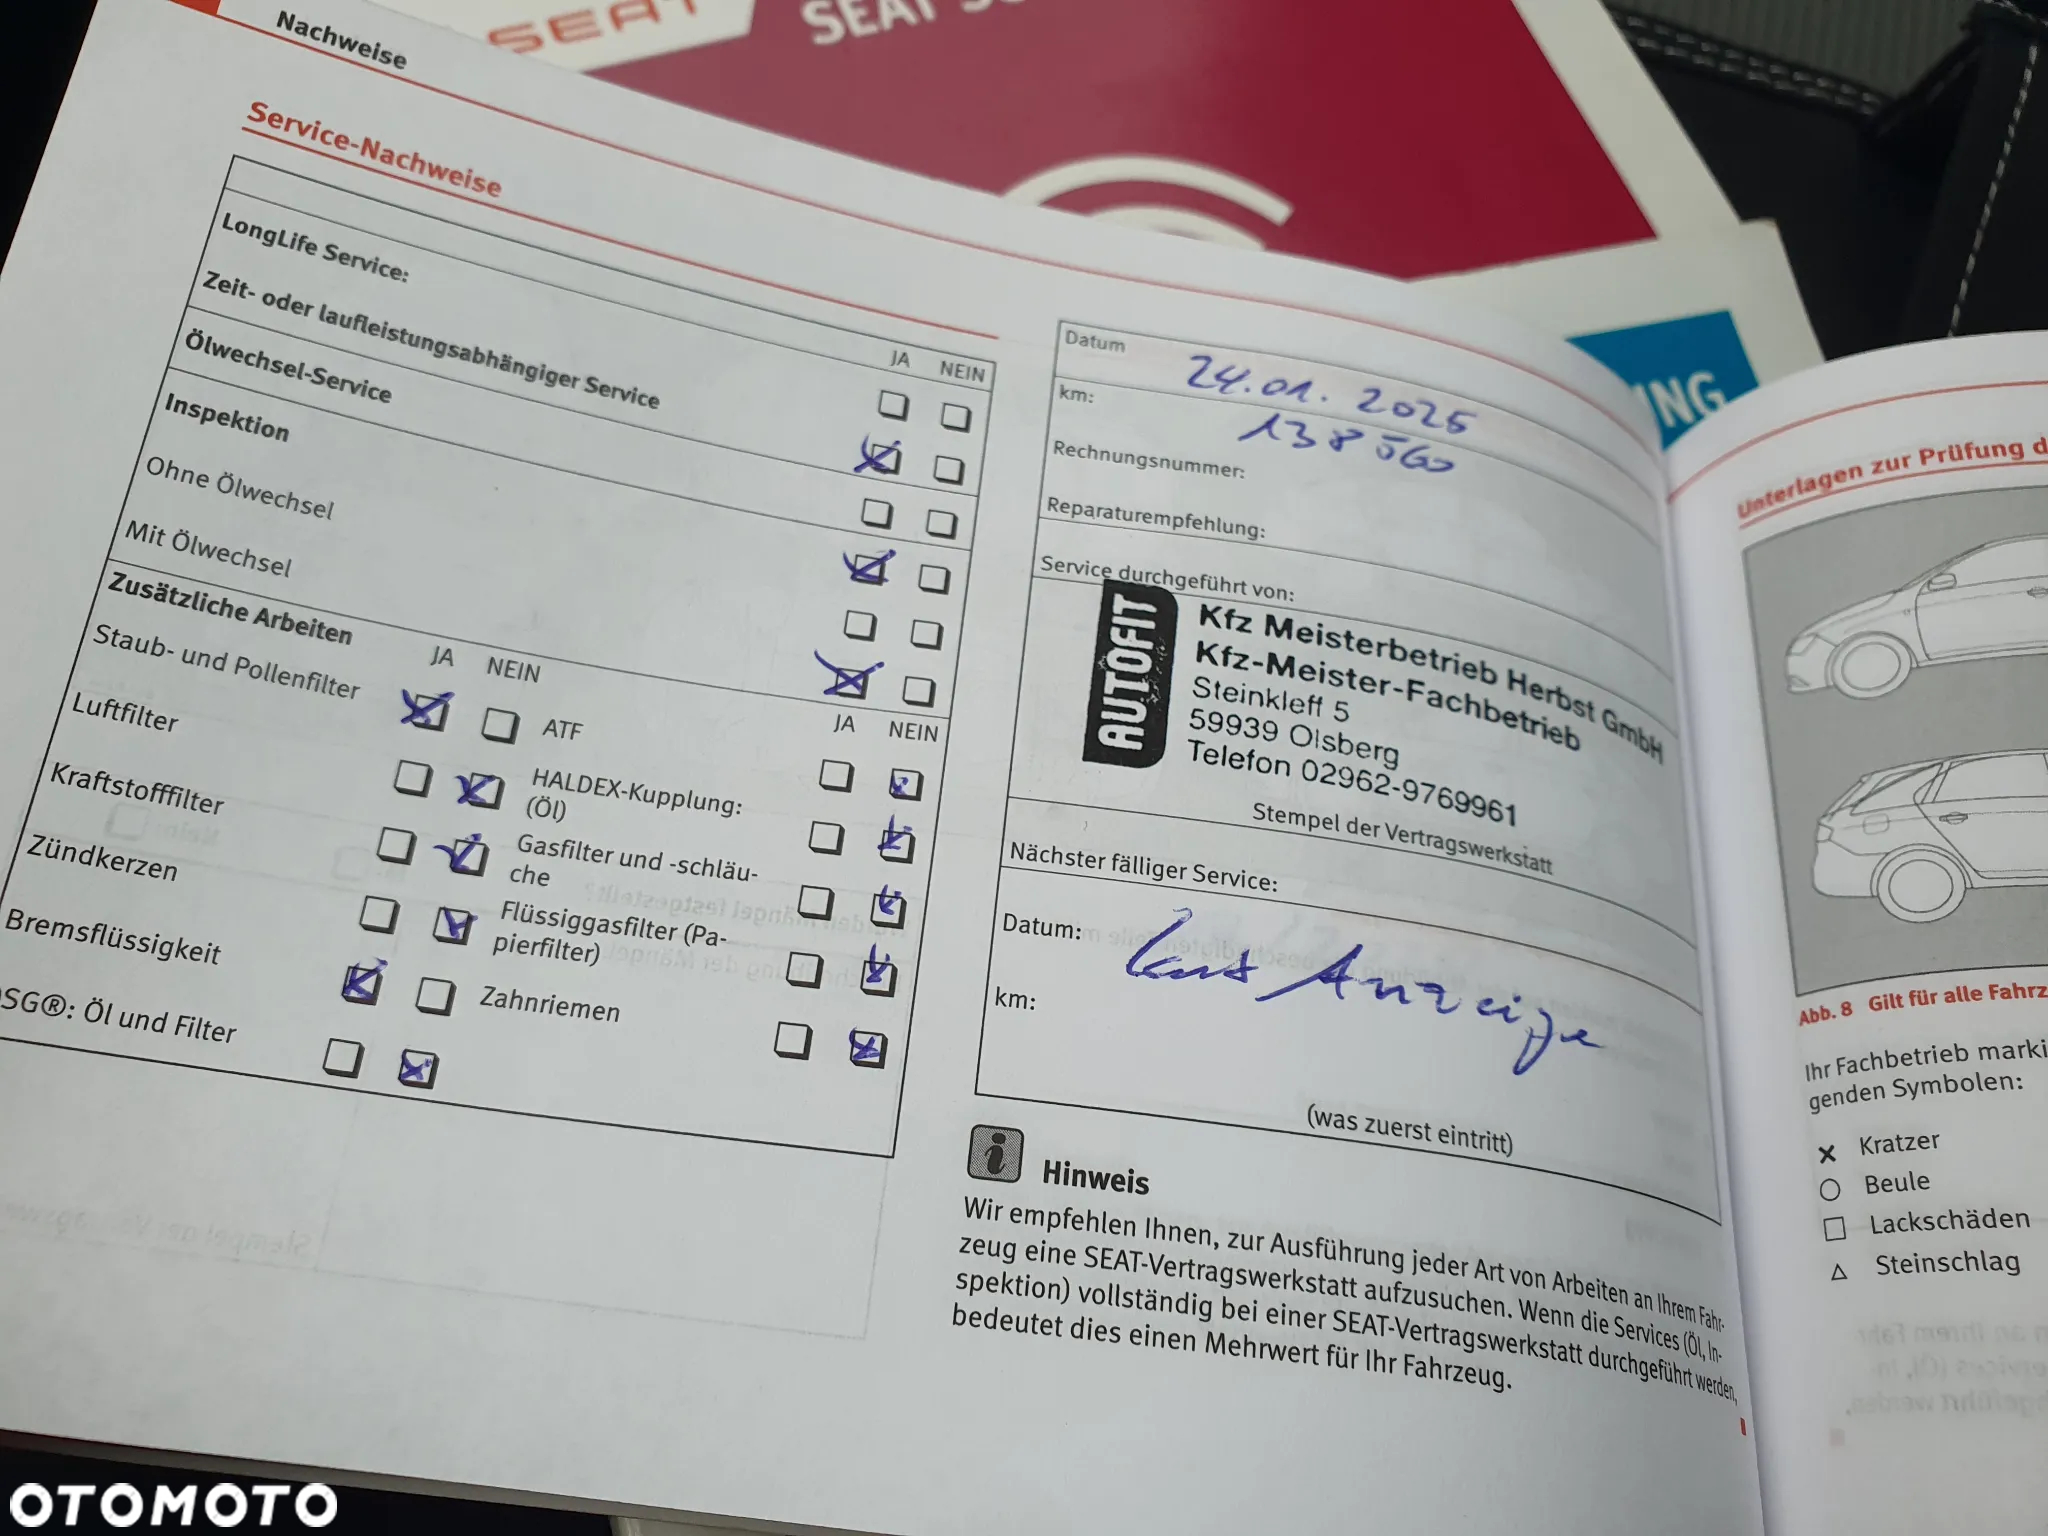 SEAT
SEAT
Nachweise
Service-Nachweise
JA NEIN
LongLife Service:
Zeit- oder laufleistungsabhängiger Service
Ölwechsel-Service
Inspektion
Ohne Ölwechsel
Mit Ölwechsel
Zusätzliche Arbeiten
JA NEIN
JA NEIN
Staub- und Pollenfilter
ATF
Luftfilter
HALDEX-Kupplung:
(Öl)
Kraftstofffilter
Gasfilter und -schläu-
che
Zündkerzen
Flüssiggasfilter (Pa-
pierfilter)
Bremsflüssigkeit
Zahnriemen
DSG®: Öl und Filter
Datum 24.01.2025
km: 138 560
Rechnungsnummer:
Reparaturempfehlung:
Service durchgeführt von:
AUTOFIT
Kfz Meisterbetrieb Herbst GmbH
Kfz-Meister-Fachbetrieb
Steinkleff 5
59939 Olsberg
Telefon 02962-9769961
Stempel der Vertragswerkstatt
Nächster fälliger Service:
Datum: laut Anzeige
km:
(was zuerst eintritt)
i Hinweis
Wir empfehlen Ihnen, zur Ausführung jeder Art von Arbeiten an Ihrem Fahr-
zeug eine SEAT-Vertragswerkstatt aufzusuchen. Wenn die Services (Öl, In-
spektion) vollständig bei einer SEAT-Vertragswerkstatt durchgeführt werden,
bedeutet dies einen Mehrwert für Ihr Fahrzeug.
NG
Unterlagen zur Prüfung d
Abb. 8 Gilt für alle Fahrz
Ihr Fachbetrieb marki
genden Symbolen:
Kratzer
Beule
Lackschäden
Steinschlag
OTOMOTO